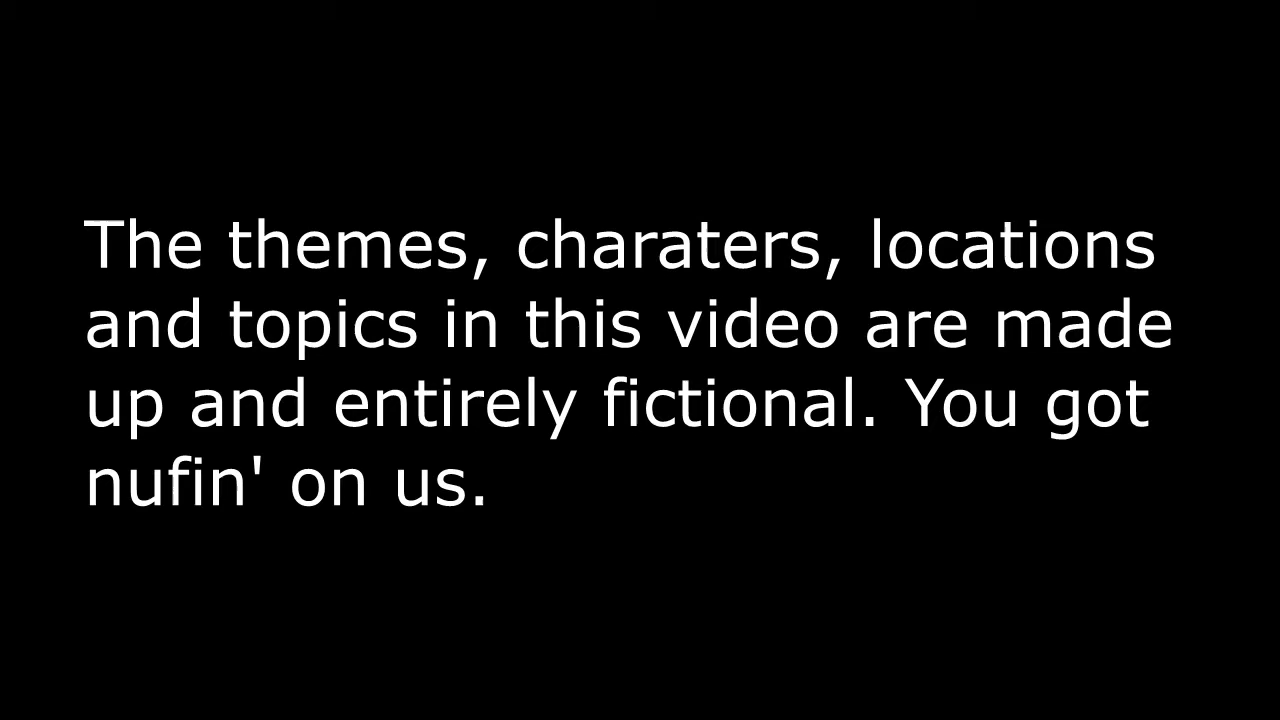 The themes, charaters, locations
and topics in this video are made
up and entirely fictional. You got
nufin' on us.